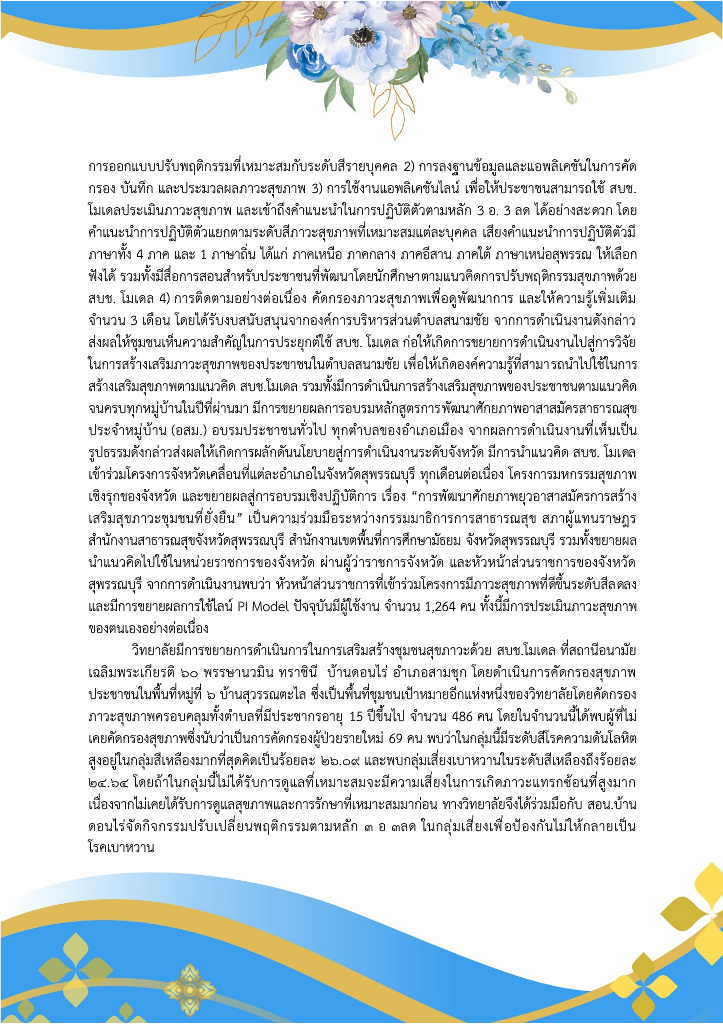 การออกแบบปรับพฤติกรรมที่เหมาะสมกับระดับสีรายบุคคล 2) การลงฐานข้อมูลและแอพลิเคชันในการคัด
กรอง บันทึก และประมวลผลภาวะสุขภาพ 3) การใช้งานแอพลิเคชันไลน์ เพื่อให้ประชาชนสามารถใช้ สบช.
โมเดลประเมินภาวะสุขภาพ และเข้าถึงคำแนะนำในการปฏิบัติตัวตามหลัก 3 อ. 3 ลด ได้อย่างสะดวก โดย
คำแนะนำการปฏิบัติตัวแยกตามระดับสีภาวะสุขภาพที่เหมาะสมแต่ละบุคคล เสียงคำแนะนำการปฏิบัติตัวมี
ภาษาทั้ง 4 ภาค และ 1 ภาษาถิ่น ได้แก่ ภาคเหนือ ภาคกลาง ภาคอีสาน ภาคใต้ ภาษาเหน่อสุพรรณ ให้เลือก
ฟังได้ รวมทั้งมีสื่อการสอนสำหรับประชาชนที่พัฒนาโดยนักศึกษาตามแนวคิดการปรับพฤติกรรมสุขภาพด้วย
สบช. โมเดล 4) การติดตามอย่างต่อเนื่อง คัดกรองภาวะสุขภาพเพื่อดูพัฒนาการ และให้ความรู้เพิ่มเติม
จำนวน 3 เดือน โดยได้รับงบสนับสนุนจากองค์การบริหารส่วนตำบลสนามชัย จากการดำเนินงานดังกล่าว
ส่งผลให้ชุมชนเห็นความสำคัญในการประยุกต์ใช้ สบช. โมเดล ก่อให้เกิดการขยายการดำเนินงานไปสู่การวิจัย
ในการสร้างเสริมภาวะสุขภาพของประชาชนในตำบลสนามชัย เพื่อให้เกิดองค์ความรู้ที่สามารถนำไปใช้ในการ
สร้างเสริมสุขภาพตามแนวคิด สบช.โมเดล รวมทั้งมีการดำเนินการสร้างเสริมสุขภาพของประชาชนตามแนวคิด
จนครบทุกหมู่บ้านในปีที่ผ่านมา มีการขยายผลการอบรมหลักสูตรการพัฒนาศักยภาพอาสาสมัครสาธารณสุข
ประจำหมู่บ้าน (อสม.) อบรมประชาชนทั่วไป ทุกตำบลของอำเภอเมือง จากผลการดำเนินงานที่เห็นเป็น
รูปธรรมดังกล่าวส่งผลให้เกิดการผลักดันนโยบายสู่การดำเนินงานระดับจังหวัด มีการนำแนวคิด สบช. โมเดล
เข้าร่วมโครงการจังหวัดเคลื่อนที่แต่ละอำเภอในจังหวัดสุพรรณบุรี ทุกเดือนต่อเนื่อง โครงการมหกรรมสุขภาพ
เชิงรุกของจังหวัด และขยายผลสู่การอบรมเชิงปฏิบัติการ เรื่อง “การพัฒนาศักยภาพยุวอาสาสมัครการสร้าง
เสริมสุขภาวะชุมชนที่ยั่งยืน” เป็นความร่วมมือระหว่างกรรมมาธิการการสาธารณสุข สภาผู้แทนราษฎร
สำนักงานสาธารณสุขจังหวัดสุพรรณบุรี สำนักงานเขตพื้นที่การศึกษามัธยม จังหวัดสุพรรณบุรี รวมทั้งขยายผล
นำแนวคิดไปใช้ในหน่วยราชการของจังหวัด ผ่านผู้ว่าราชการจังหวัด และหัวหน้าส่วนราชการของจังหวัด
สุพรรณบุรี จากการดำเนินงานพบว่า หัวหน้าส่วนราชการที่เข้าร่วมโครงการมีภาวะสุขภาพที่ดีขึ้นระดับสีลดลง
และมีการขยายผลการใช้ไลน์ PI Model ปัจจุบันมีผู้ใช้งาน จำนวน 1,264 คน ทั้งนี้มีการประเมินภาวะสุขภาพ
ของตนเองอย่างต่อเนื่อง
วิทยาลัยมีการขยายการดำเนินการในการเสริมสร้างชุมชนสุขภาวะด้วย สบช.โมเดล ที่สถานีอนามัย
เฉลิมพระเกียรติ ๖๐ พรรษานวมิน ทราชินี บ้านดอนไร่ อำเภอสามชุก โดยดำเนินการคัดกรองสุขภาพ
ประชาชนในพื้นที่หมู่ที่ ๖ บ้านสุวรรณตะไล ซึ่งเป็นพื้นที่ชุมชนเป้าหมายอีกแห่งหนึ่งของวิทยาลัยโดยคัดกรอง
ภาวะสุขภาพครอบคลุมทั้งตำบลที่มีประชากรอายุ 15 ปีขึ้นไป จำนวน 486 คน โดยในจำนวนนี้ได้พบผู้ที่ไม่
เคยคัดกรองสุขภาพซึ่งนับว่าเป็นการคัดกรองผู้ป่วยรายใหม่ 69 คน พบว่าในกลุ่มนี้มีระดับสีโรคความดันโลหิต
สูงอยู่ในกลุ่มสีเหลืองมากที่สุดคิดเป็นร้อยละ ๒๖.๐๙ และพบกลุ่มเสี่ยงเบาหวานในระดับสีเหลืองถึงร้อยละ
๒๔.๖๔ โดยถ้าในกลุ่มนี้ไม่ได้รับการดูแลที่เหมาะสมจะมีความเสี่ยงในการเกิดภาวะแทรกซ้อนที่สูงมาก
เนื่องจากไม่เคยได้รับการดูแลสุขภาพและการรักษาที่เหมาะสมมาก่อน ทางวิทยาลัยจึงได้ร่วมมือกับ สอน.บ้าน
ดอนไร่จัดกิจกรรมปรับเปลี่ยนพฤติกรรมตามหลัก ๓ อ ๓ลด ในกลุ่มเสี่ยงเพื่อป้องกันไม่ให้กลายเป็น
โรคเบาหวาน